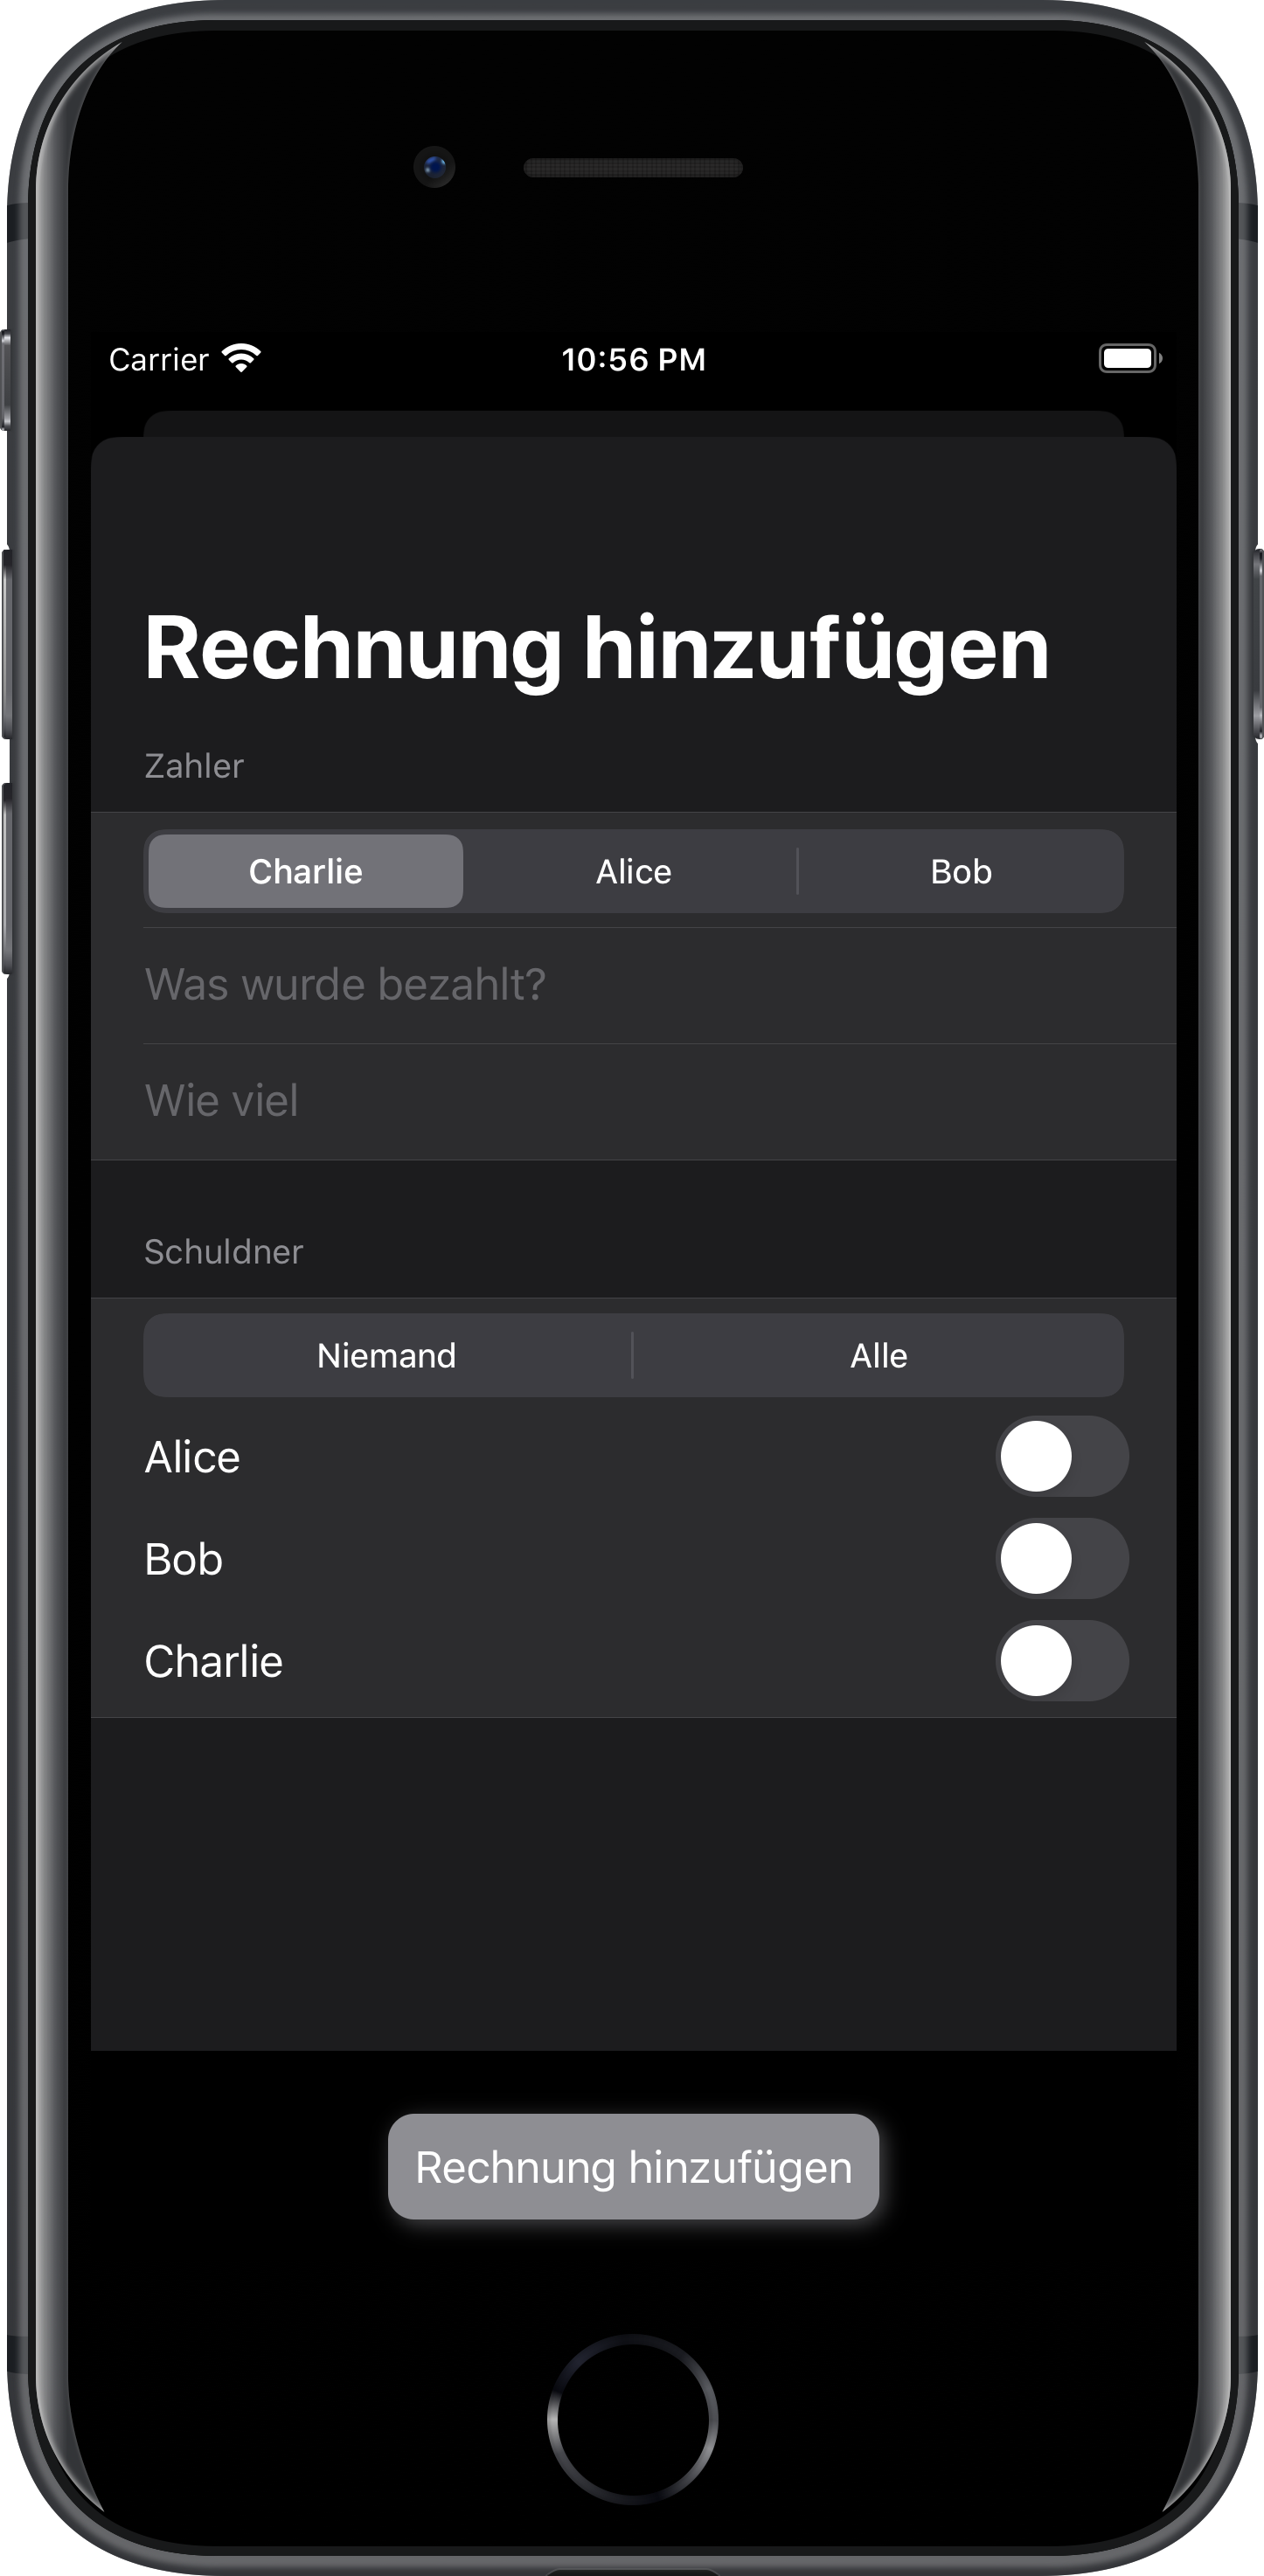 Carrier 10:56 PM
Rechnung hinzufügen
Zahler
Charlie Alice Bob
Was wurde bezahlt?
Wie viel
Schuldner
Niemand Alle
Alice
Bob
Charlie
Rechnung hinzufügen